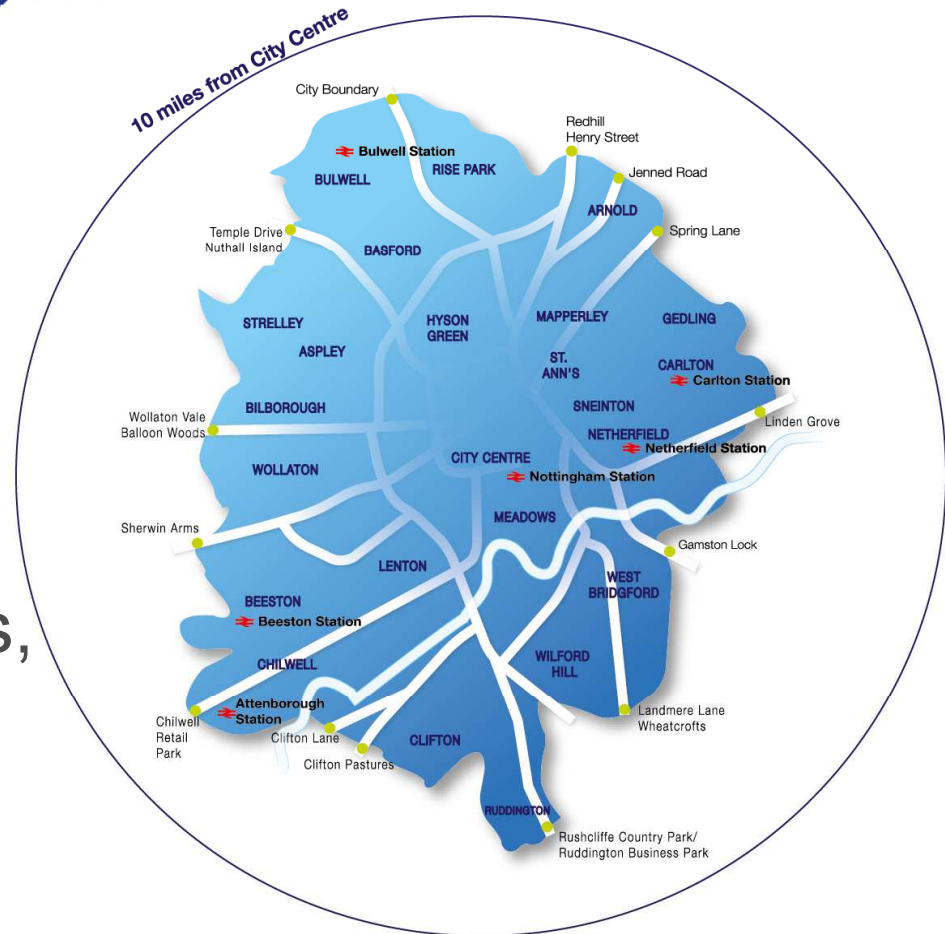 10 miles from City Centre
City Boundary
Redhill
Henry Street
Bulwell Station
BULWELL
RISE PARK
Jenned Road
ARNOLD
Temple Drive
Nuthall Island
BASFORD
Spring Lane
STRELLEY
HYSON
GREEN
MAPPERLEY
GEDLING
ASPLEY
ST.
ANN'S
CARLTON
Carlton Station
BILBOROUGH
SNEINTON
Wollaton Vale
Balloon Woods
Linden Grove
NETHERFIELD
Netherfield Station
WOLLATON
CITY CENTRE
Nottingham Station
MEADOWS
Sherwin Arms
Gamston Lock
LENTON
WEST
BRIDGFORD
BEESTON
Beeston Station
s,
CHILWELL
WILFORD
HILL
Attenborough
Station
Chilwell
Retail
Park
Clifton Lane
CLIFTON
Landmere Lane
Wheatcrofts
Clifton Pastures
RUDDINGTON
Rushcliffe Country Park/
Ruddington Business Park